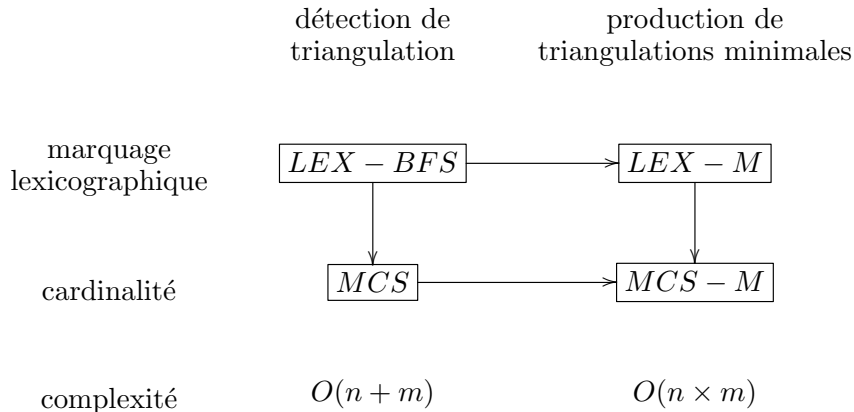 détection de
triangulation
production de
triangulations minimales
marquage
lexicographique
LEX − BFS
LEX − M
cardinalité
MCS
MCS − M
complexité
O(n + m)
O(n × m)